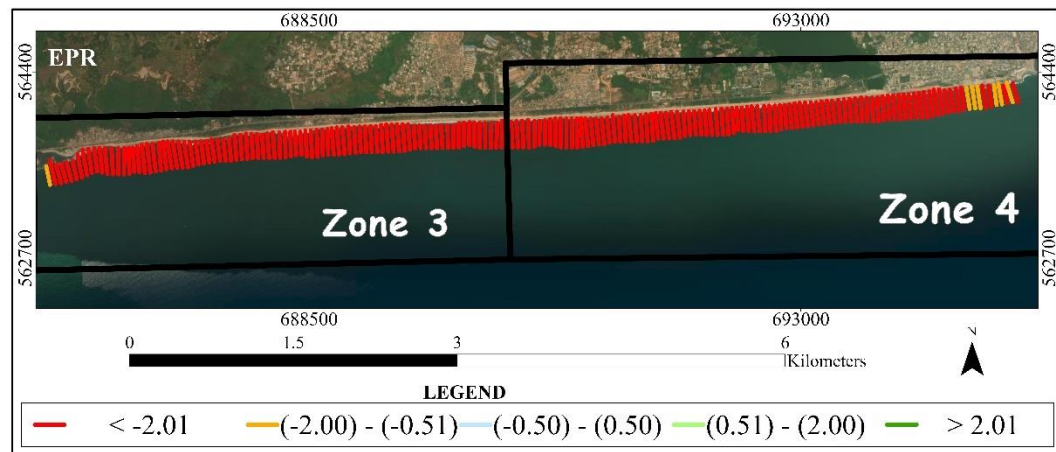 688500 693000
EPR
564400 564400
Zone 3 Zone 4
562700 562700
688500 693000
N
0 1.5 3 6
Kilometers
LEGEND
< -2.01 (-2.00) - (-0.51) (-0.50) - (0.50) (0.51) - (2.00) > 2.01